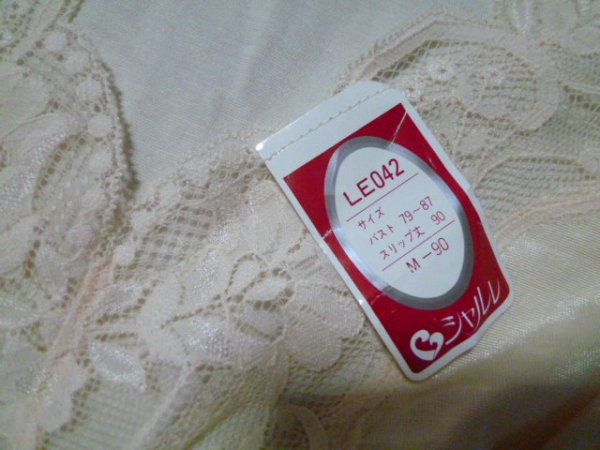 LE042
サイズ
バスト 79-87
スリップ丈 90
M-90
シャルレ